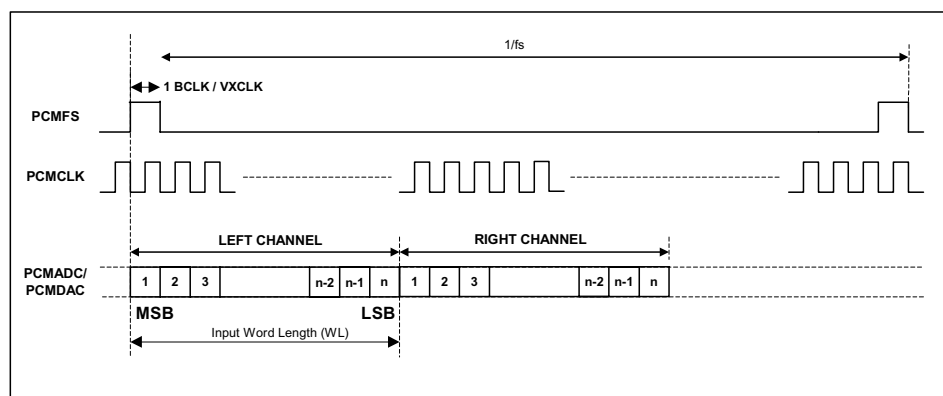 1/fs
1 BCLK / VXCLK
PCMFS
PCMCLK
LEFT CHANNEL
RIGHT CHANNEL
PCMADC/
PCMDAC
1 2 3 n-2 n-1 n 1 2 3 n-2 n-1 n
MSB LSB
Input Word Length (WL)